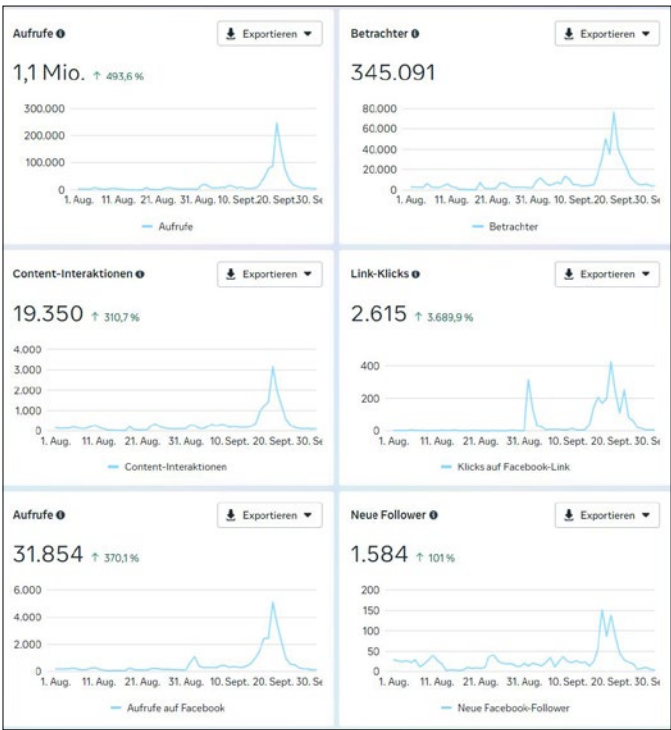 Aufrufe
Exportieren
1,1 Mio. ↑ 493,6 %
300.000
200.000
100.000
0
1. Aug. 11. Aug. 21. Aug. 31. Aug. 10. Sept. 20. Sept. 30. Se
Aufrufe
Betrachter
Exportieren
345.091
80.000
60.000
40.000
20.000
0
1. Aug. 11. Aug. 21. Aug. 31. Aug. 10. Sept. 20. Sept. 30. Se
Betrachter
Content-Interaktionen
Exportieren
19.350 ↑ 310,7 %
4.000
3.000
2.000
1.000
0
1. Aug. 11. Aug. 21. Aug. 31. Aug. 10. Sept. 20. Sept. 30. Se
Content-Interaktionen
Link-Klicks
Exportieren
2.615 ↑ 3.689,9 %
400
200
0
1. Aug. 11. Aug. 21. Aug. 31. Aug. 10. Sept. 20. Sept. 30. Se
Klicks auf Facebook-Link
Aufrufe
Exportieren
31.854 ↑ 370,1 %
6.000
4.000
2.000
0
1. Aug. 11. Aug. 21. Aug. 31. Aug. 10. Sept. 20. Sept. 30. Se
Aufrufe auf Facebook
Neue Follower
Exportieren
1.584 ↑ 101 %
200
150
100
50
0
1. Aug. 11. Aug. 21. Aug. 31. Aug. 10. Sept. 20. Sept. 30. Se
Neue Facebook-Follower